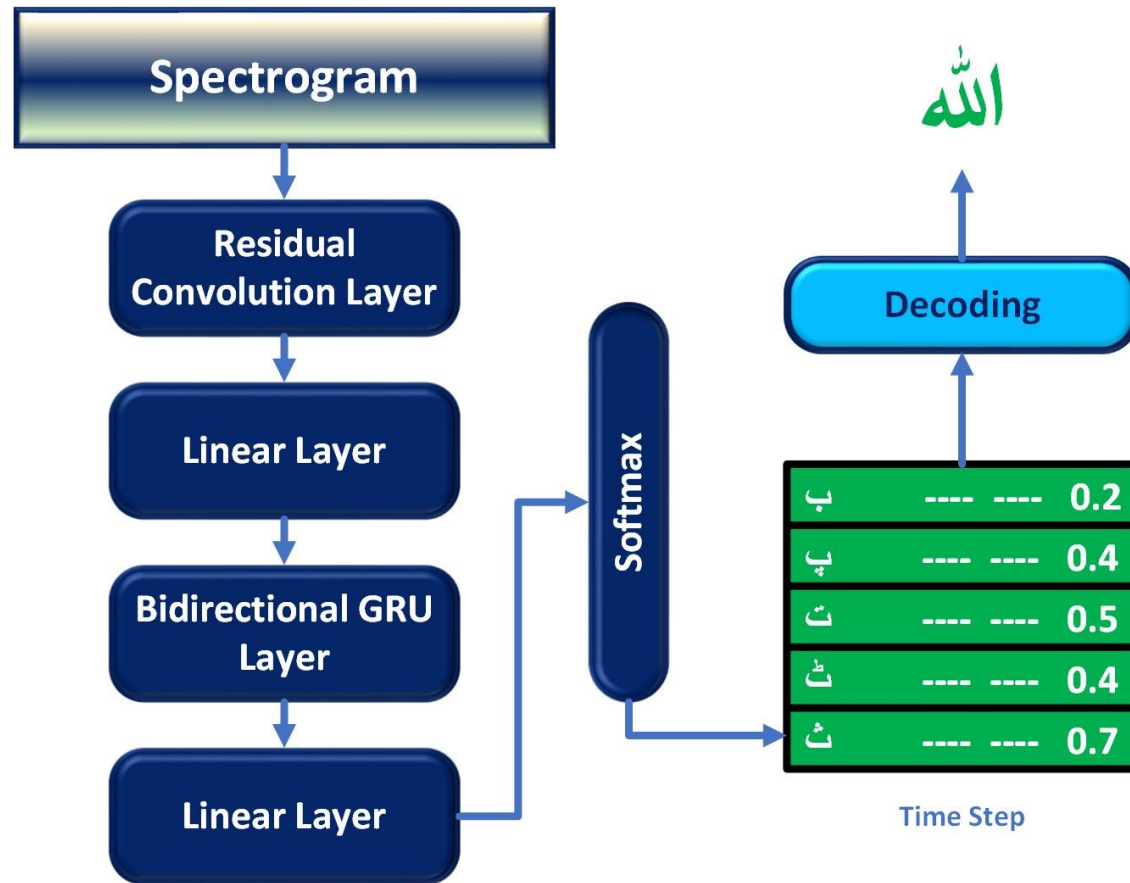 Spectrogram
Residual
Convolution Layer
Linear Layer
Bidirectional GRU
Layer
Linear Layer
Softmax
الله
Decoding
ب ---- ---- 0.2
پ ---- ---- 0.4
ت ---- ---- 0.5
ٹ ---- ---- 0.4
ث ---- ---- 0.7
Time Step